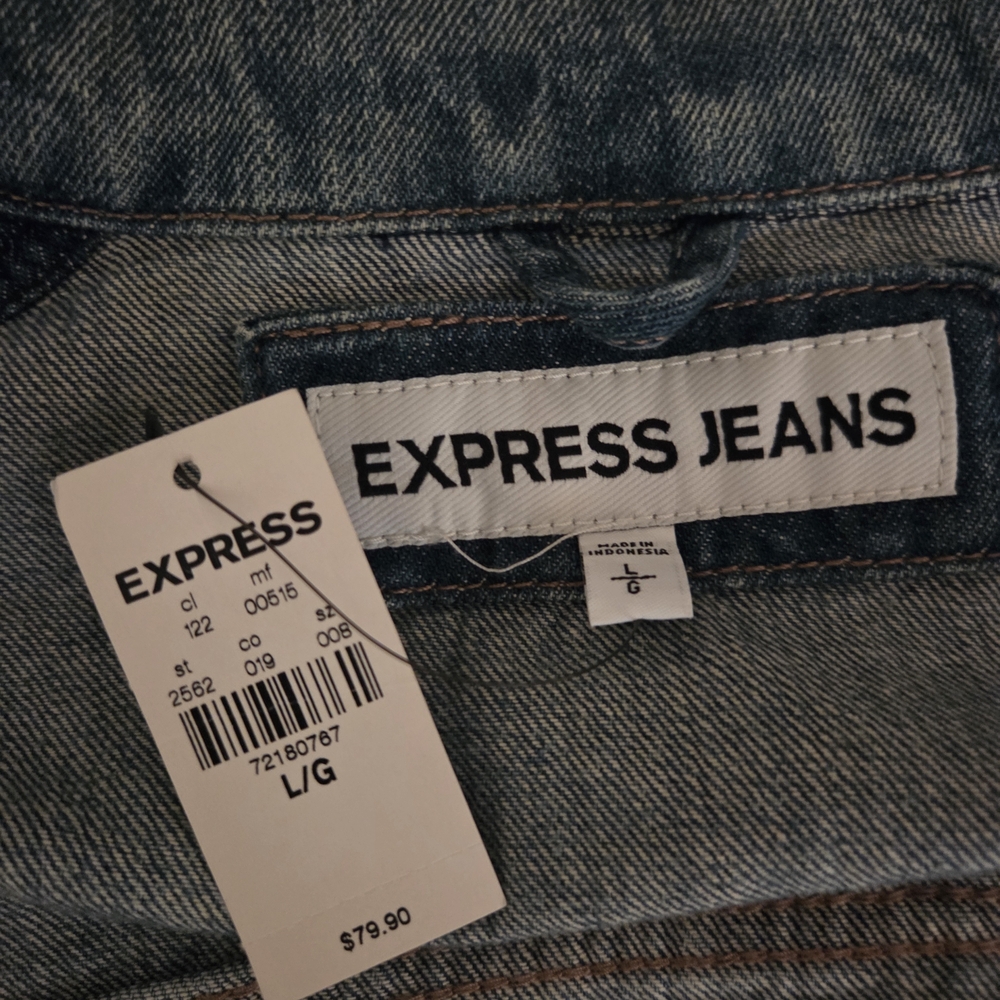 EXPRESS JEANS
MADE IN
INDONESIA
L
G
EXPRESS
cl mf
122 00515
st co sz
2562 019 008
72180767
L/G
$79.90